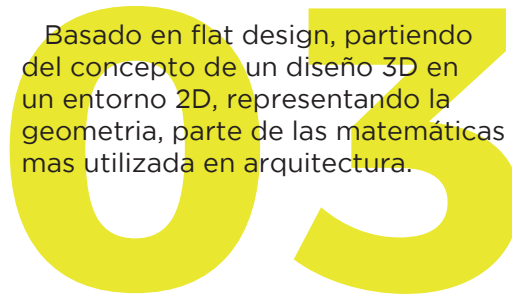 03
Basado en flat design, partiendo
del concepto de un diseño 3D en
un entorno 2D, representando la
geometria, parte de las matemáticas
mas utilizada en arquitectura.